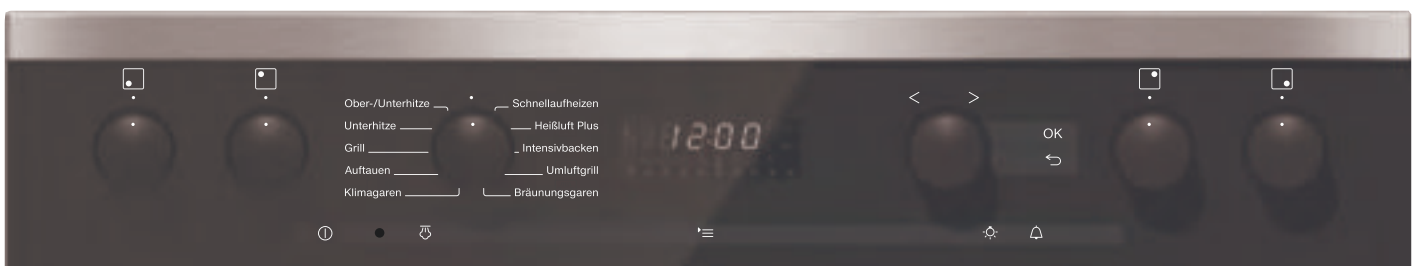 Ober-/Unterhitze
Schnellaufheizen
Unterhitze
Heißluft Plus
Grill
Intensivbacken
Auftauen
Umluftgrill
Klimagaren
Bräunungsgaren
12:00
< >
OK